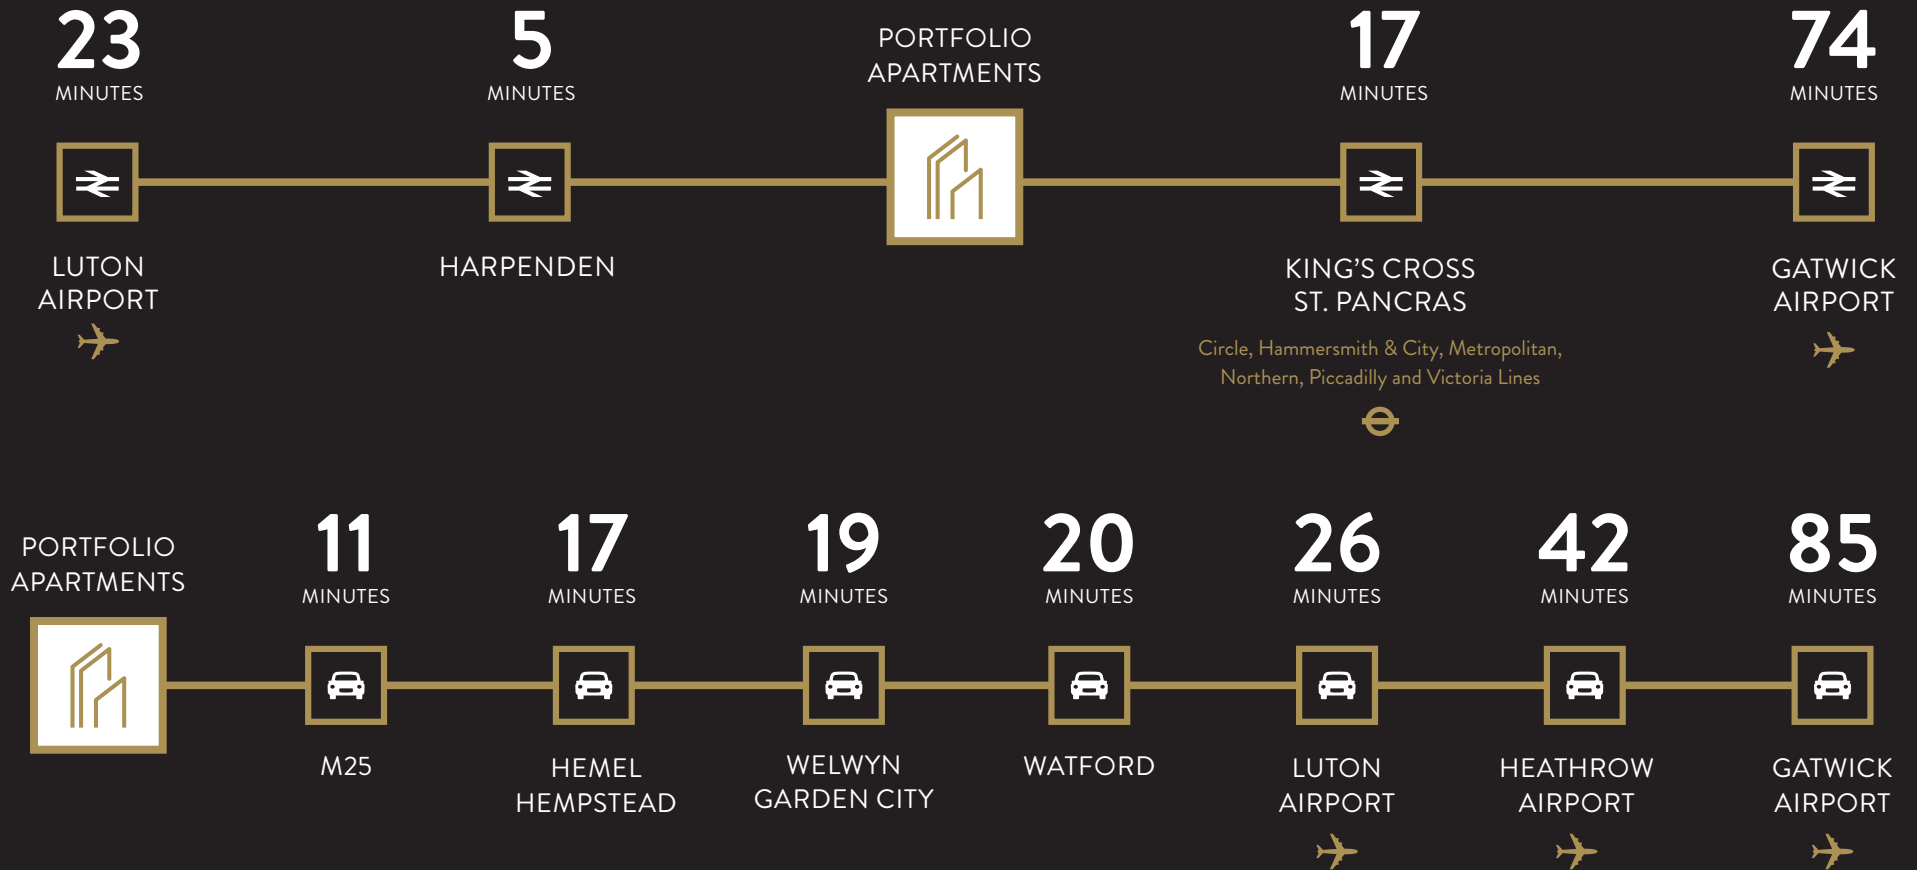 23
MINUTES
LUTON
AIRPORT
5
MINUTES
HARPENDEN
PORTFOLIO
APARTMENTS
17
MINUTES
KING'S CROSS
ST. PANCRAS
Circle, Hammersmith & City, Metropolitan,
Northern, Piccadilly and Victoria Lines
74
MINUTES
GATWICK
AIRPORT
PORTFOLIO
APARTMENTS
11
MINUTES
M25
17
MINUTES
HEMEL
HEMPSTEAD
19
MINUTES
WELWYN
GARDEN CITY
20
MINUTES
WATFORD
26
MINUTES
LUTON
AIRPORT
42
MINUTES
HEATHROW
AIRPORT
85
MINUTES
GATWICK
AIRPORT